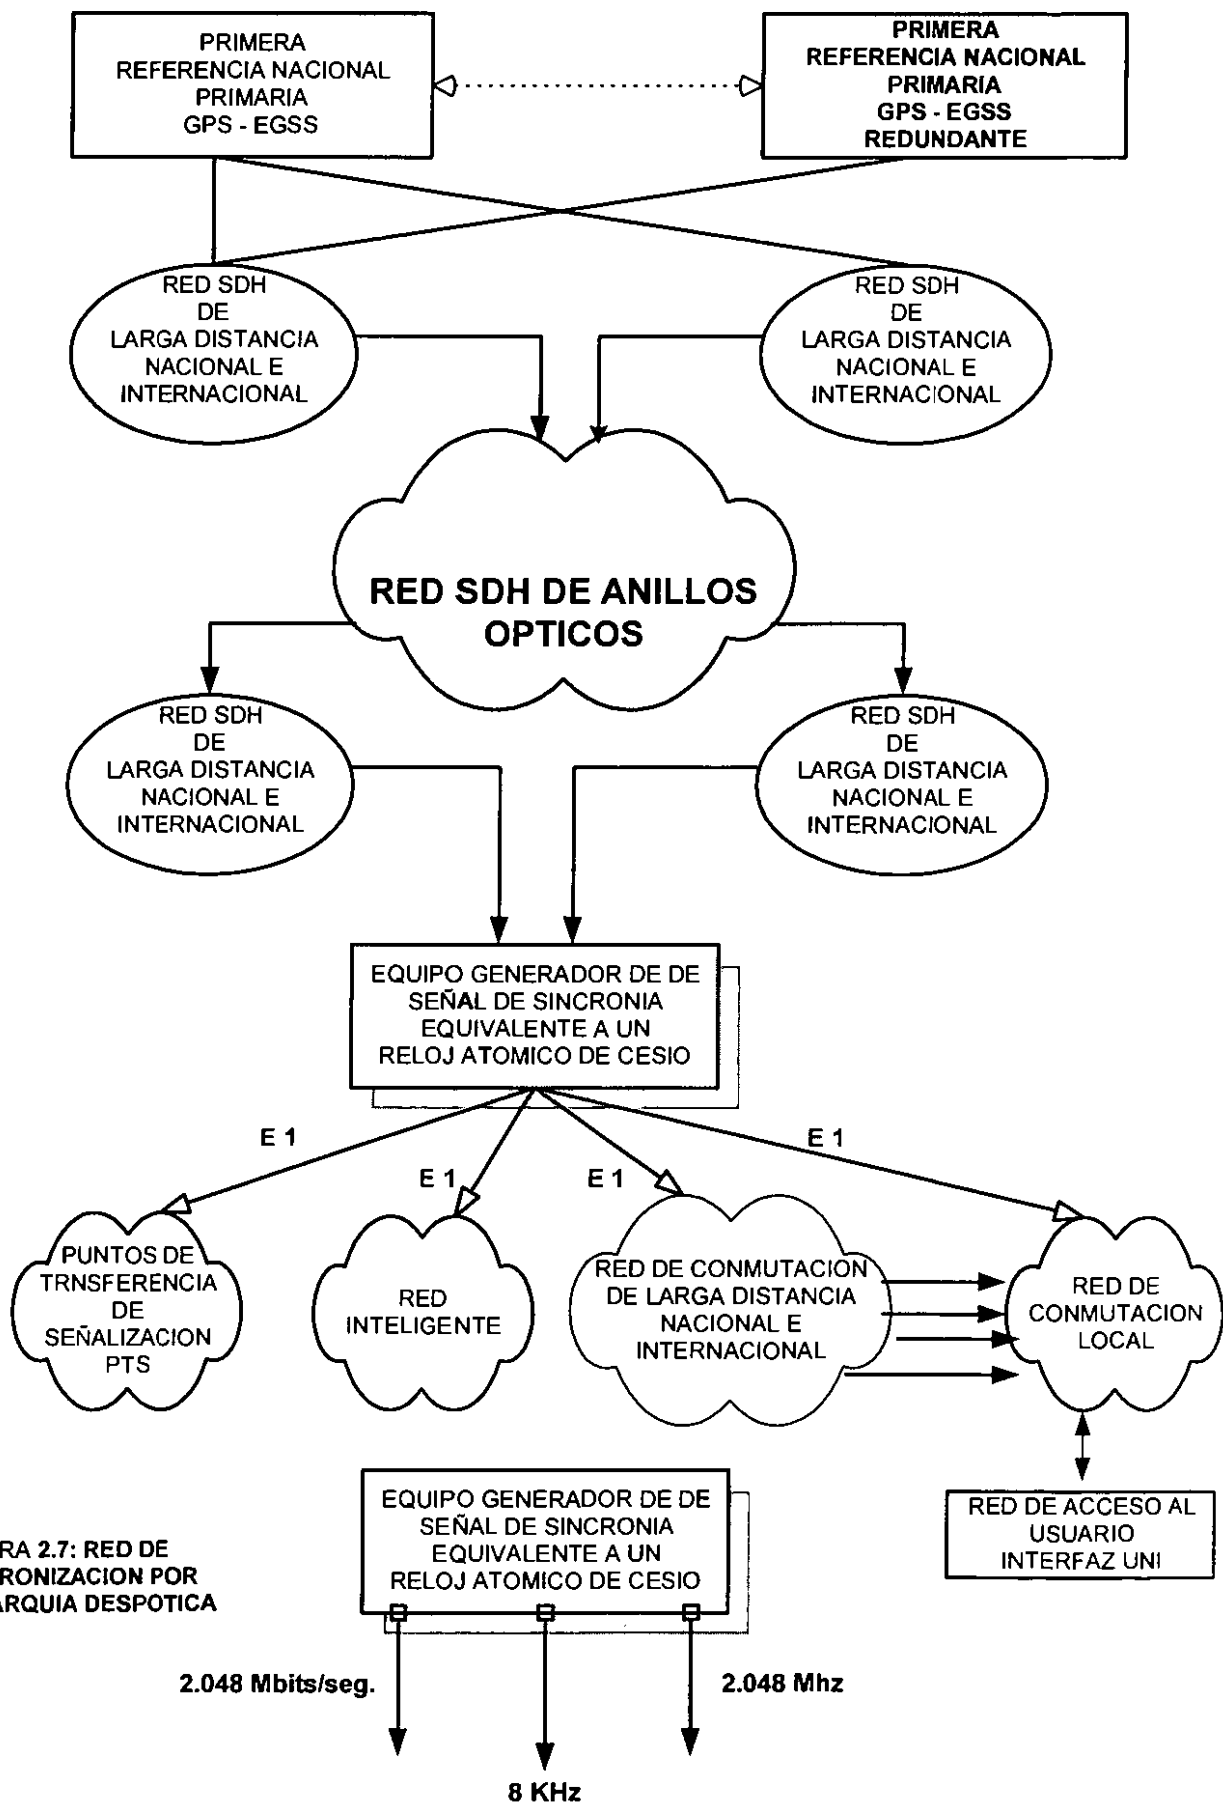 PRIMERA
REFERENCIA NACIONAL
PRIMARIA
GPS - EGSS
PRIMERA
REFERENCIA NACIONAL
PRIMARIA
GPS - EGSS
REDUNDANTE
RED SDH
DE
LARGA DISTANCIA
NACIONAL E
INTERNACIONAL
RED SDH
DE
LARGA DISTANCIA
NACIONAL E
INTERNACIONAL
RED SDH DE ANILLOS
OPTICOS
RED SDH
DE
LARGA DISTANCIA
NACIONAL E
INTERNACIONAL
RED SDH
DE
LARGA DISTANCIA
NACIONAL E
INTERNACIONAL
EQUIPO GENERADOR DE DE
SEÑAL DE SINCRONIA
EQUIVALENTE A UN
RELOJ ATOMICO DE CESIO
E 1
E 1
E 1
E 1
PUNTOS DE
TRNSFERENCIA
DE
SEÑALIZACION
PTS
RED
INTELIGENTE
RED DE CONMUTACION
DE LARGA DISTANCIA
NACIONAL E
INTERNACIONAL
RED DE
CONMUTACION
LOCAL
RED DE ACCESO AL
USUARIO
INTERFAZ UNI
EQUIPO GENERADOR DE DE
SEÑAL DE SINCRONIA
EQUIVALENTE A UN
RELOJ ATOMICO DE CESIO
RA 2.7: RED DE
RONIZACION POR
ARQUIA DESPOTICA
2.048 Mbits/seg.
2.048 Mhz
8 KHz